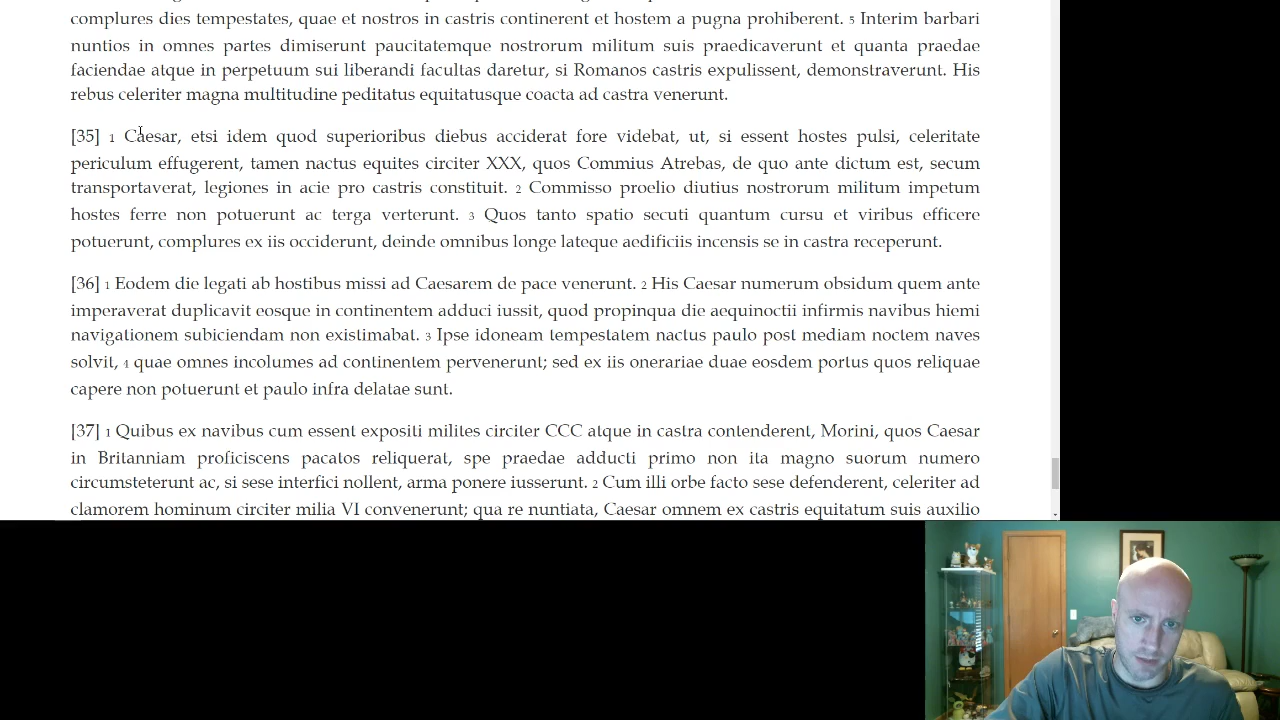 complures dies tempestates, quae et nostros in castris continerent et hostem a pugna prohiberent. 5 Interim barbari
nuntios in omnes partes dimiserunt paucitatemque nostrorum militum suis praedicaverunt et quanta praedae
faciendae atque in perpetuum sui liberandi facultas daretur, si Romanos castris expulissent, demonstraverunt. His
rebus celeriter magna multitudine peditatus equitatusque coacta ad castra venerunt.
[35] 1 Caesar, etsi idem quod superioribus diebus acciderat fore videbat, ut, si essent hostes pulsi, celeritate
periculum effugerent, tamen nactus equites circiter XXX, quos Commius Atrebas, de quo ante dictum est, secum
transportaverat, legiones in acie pro castris constituit. 2 Commisso proelio diutius nostrorum militum impetum
hostes ferre non potuerunt ac terga verterunt. 3 Quos tanto spatio secuti quantum cursu et viribus efficere
potuerunt, complures ex iis occiderunt, deinde omnibus longe lateque aedificiis incensis se in castra receperunt.
[36] 1 Eodem die legati ab hostibus missi ad Caesarem de pace venerunt. 2 His Caesar numerum obsidum quem ante
imperaverat duplicavit eosque in continentem adduci iussit, quod propinqua die aequinoctii infirmis navibus hiemi
navigationem subiciendam non existimabat. 3 Ipse idoneam tempestatem nactus paulo post mediam noctem naves
solvit, 4 quae omnes incolumes ad continentem pervenerunt; sed ex iis onerariae duae eosdem portus quos reliquae
capere non potuerunt et paulo infra delatae sunt.
[37] 1 Quibus ex navibus cum essent expositi milites circiter CCC atque in castra contenderent, Morini, quos Caesar
in Britanniam proficiscens pacatos reliquerat, spe praedae adducti primo non ita magno suorum numero
circumsteterunt ac, si sese interfici nollent, arma ponere iusserunt. 2 Cum illi orbe facto sese defenderent, celeriter ad
clamorem hominum circiter milia VI convenerunt; qua re nuntiata, Caesar omnem ex castris equitatum suis auxilio